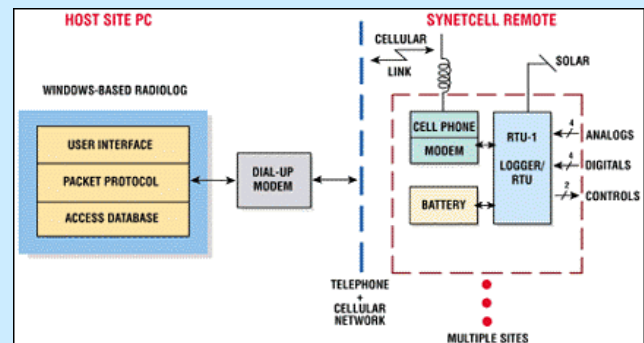 HOST SITE PC
SYNETCELL REMOTE
CELLULAR
LINK
SOLAR
WINDOWS-BASED RADIOLOG
USER INTERFACE
PACKET PROTOCOL
ACCESS DATABASE
DIAL-UP
MODEM
CELL PHONE
MODEM
BATTERY
RTU-1
LOGGER/
RTU
4
ANALOGS
4
DIGITALS
2
CONTROLS
TELEPHONE
+
CELLULAR
NETWORK
MULTIPLE SITES